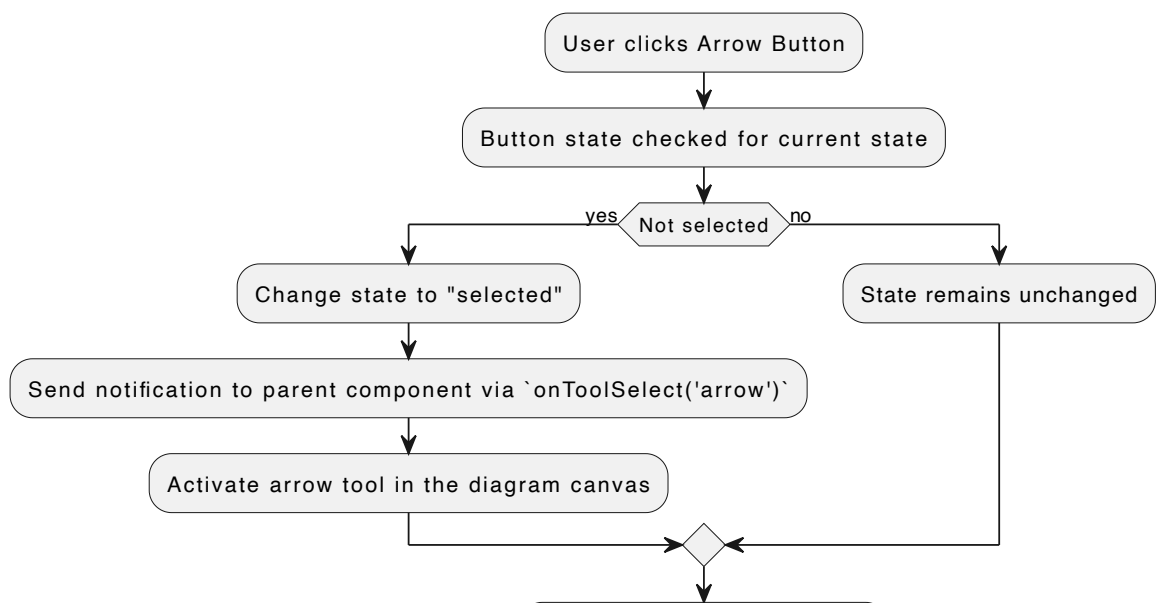 User clicks Arrow Button
Button state checked for current state
yes
Not selected
no
Change state to "selected"
State remains unchanged
Send notification to parent component via `onToolSelect('arrow')`
Activate arrow tool in the diagram canvas